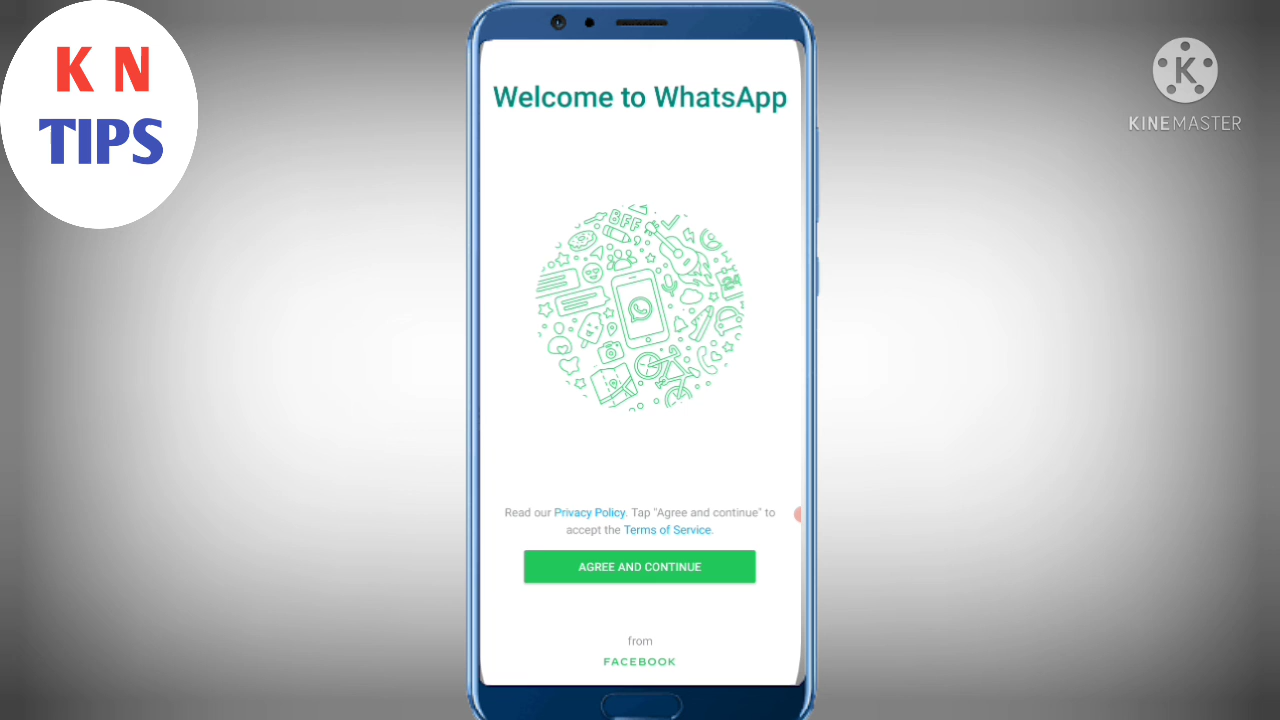 K N
TIPS
K
KINEMASTER
Welcome to WhatsApp
BFF
Read our Privacy Policy. Tap "Agree and continue" to
accept the Terms of Service.
AGREE AND CONTINUE
from
FACEBOOK